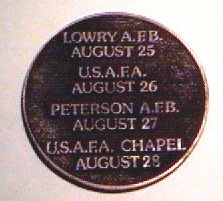 LOWRY A.F.B.
AUGUST 25
U.S.A.F.A.
AUGUST 26
PETERSON A.F.B.
AUGUST 27
U.S.A.F.A. CHAPEL
AUGUST 28